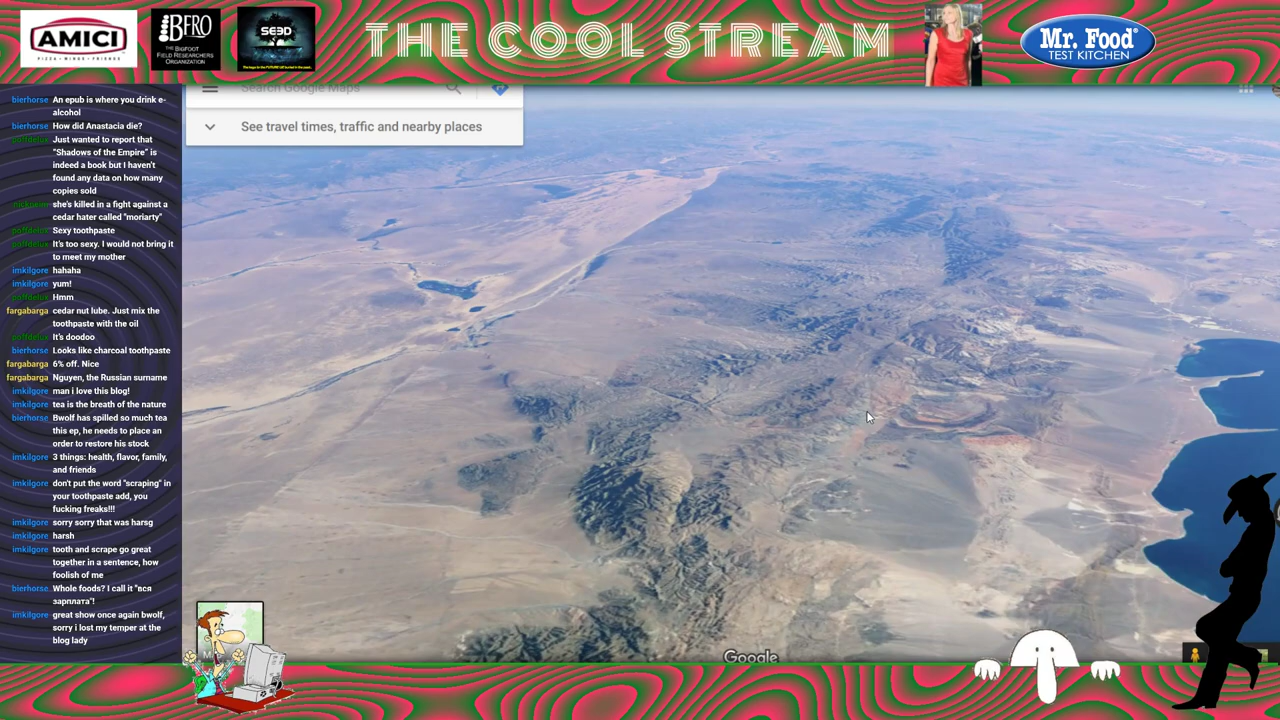 AMICI
PIZZA • WINGS • FRIENDS
BFRO
THE BIGFOOT
FIELD RESEARCHERS
ORGANIZATION
SEED
THE COOL STREAM
Mr. Food®
TEST KITCHEN
Search Google Maps
See travel times, traffic and nearby places
bierhorse An epub is where you drink e-
alcohol
bierhorse How did Anastacia die?
poffdelux Just wanted to report that
"Shadows of the Empire" is
indeed a book but I haven't
found any data on how many
copies sold
she's killed in a fight against a
cedar hater called "moriarty"
poffdelux Sexy toothpaste
poffdelux It's too sexy. I would not bring it
to meet my mother
imkilgore hahaha
imkilgore yum!
poffdelux Hmm
fargabarga cedar nut lube. Just mix the
toothpaste with the oil
poffdelux It's doodoo
bierhorse Looks like charcoal toothpaste
fargabarga 6% off. Nice
fargabarga Nguyen, the Russian surname
imkilgore man i love this blog!
imkilgore tea is the breath of the nature
bierhorse Bwolf has spilled so much tea
this ep, he needs to place an
order to restore his stock
imkilgore 3 things: health, flavor, family,
and friends
imkilgore don't put the word "scraping" in
your toothpaste add, you
fucking freaks!!!
imkilgore sorry sorry that was harsg
imkilgore harsh
imkilgore tooth and scrape go great
together in a sentence, how
foolish of me
bierhorse Whole foods? I call it "вся
зарплата"!
imkilgore great show once again bwolf,
sorry i lost my temper at the
blog lady
Google